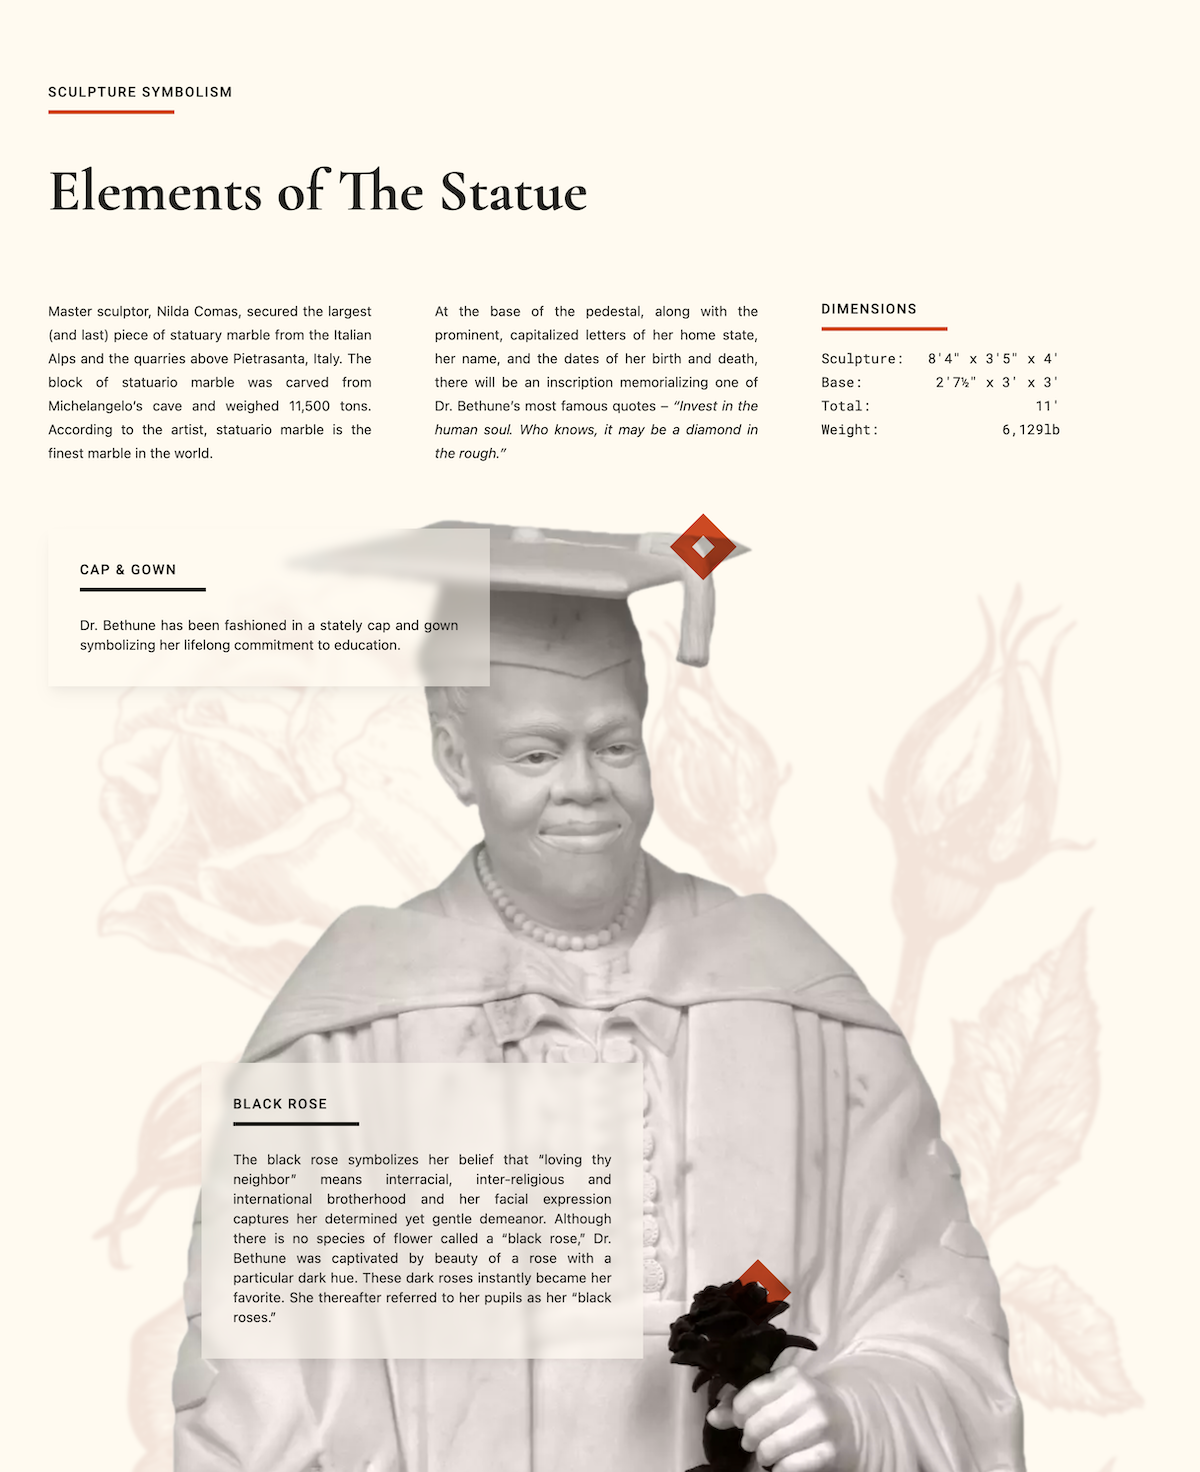 SCULPTURE SYMBOLISM
Elements of The Statue
Master sculptor, Nilda Comas, secured the largest
(and last) piece of statuary marble from the Italian
Alps and the quarries above Pietrasanta, Italy. The
block of statuario marble was carved from
Michelangelo’s cave and weighed 11,500 tons.
According to the artist, statuario marble is the
finest marble in the world.
At the base of the pedestal, along with the
prominent, capitalized letters of her home state,
her name, and the dates of her birth and death,
there will be an inscription memorializing one of
Dr. Bethune’s most famous quotes – “Invest in the
human soul. Who knows, it may be a diamond in
the rough.”
DIMENSIONS
Sculpture: 8'4" x 3'5" x 4'
Base: 2'7½" x 3' x 3'
Total: 11'
Weight: 6,129lb
CAP & GOWN
Dr. Bethune has been fashioned in a stately cap and gown
symbolizing her lifelong commitment to education.
BLACK ROSE
The black rose symbolizes her belief that “loving thy
neighbor” means interracial, inter-religious and
international brotherhood and her facial expression
captures her determined yet gentle demeanor. Although
there is no species of flower called a “black rose,” Dr.
Bethune was captivated by beauty of a rose with a
particular dark hue. These dark roses instantly became her
favorite. She thereafter referred to her pupils as her “black
roses.”